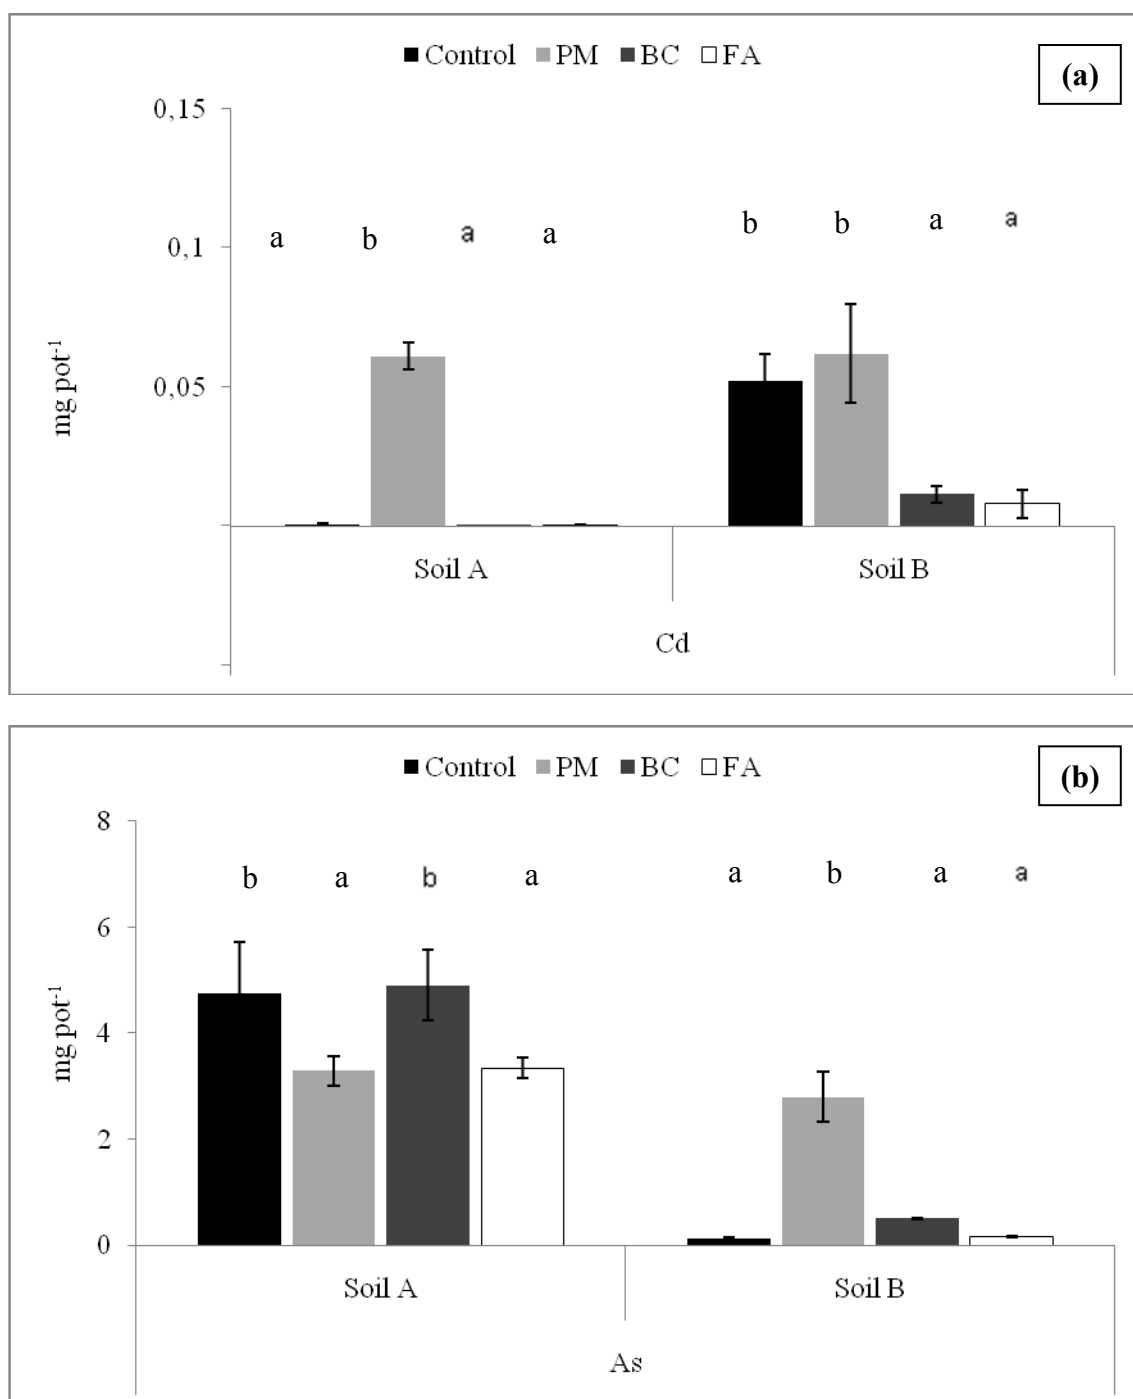 Control PM BC FA
(a)
0,15
0,1
0,05
mg pot-1
a b a a b b a a
Soil A Soil B
Cd
Control PM BC FA
(b)
8
6
4
2
0
mg pot-1
b a b a a b a a
Soil A Soil B
As